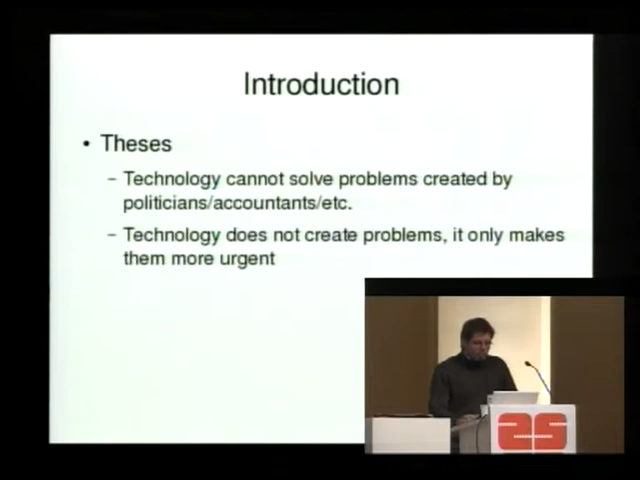 Introduction
• Theses
– Technology cannot solve problems created by
politicians/accountants/etc.
– Technology does not create problems, it only makes
them more urgent